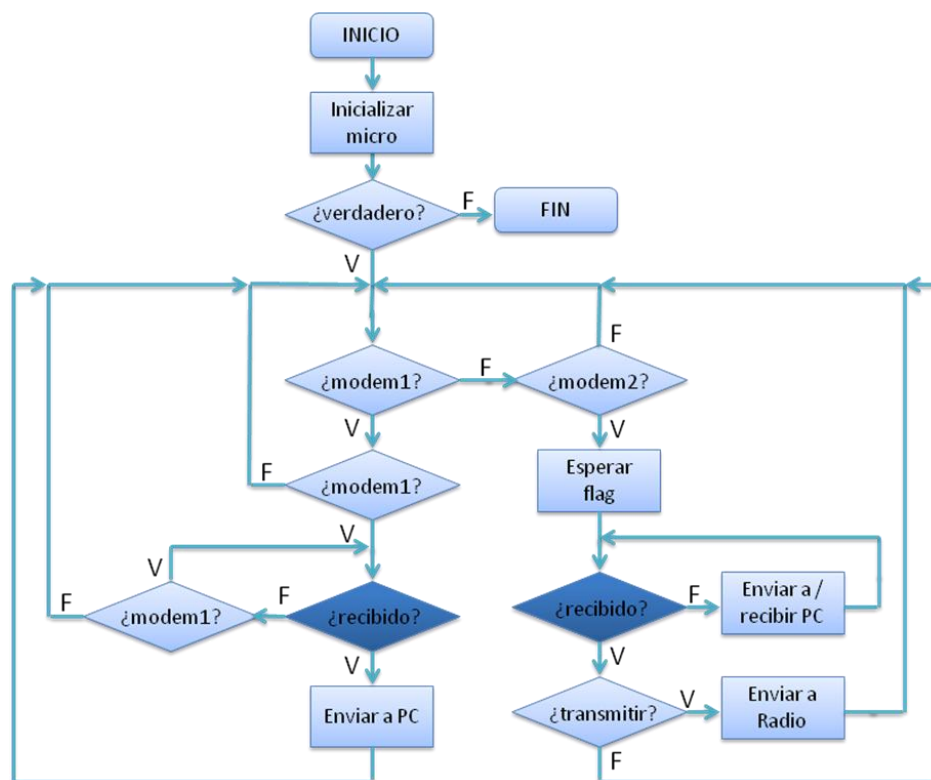 INICIO
Inicializar
micro
¿verdadero?
F
FIN
V
¿modem1?
F
¿modem2?
F
V
V
¿modem1?
F
Esperar
flag
V
V
¿modem1?
F
F
¿recibido?
¿recibido?
F
Enviar a /
recibir PC
V
V
Enviar a PC
¿transmitir?
V
Enviar a
Radio
F